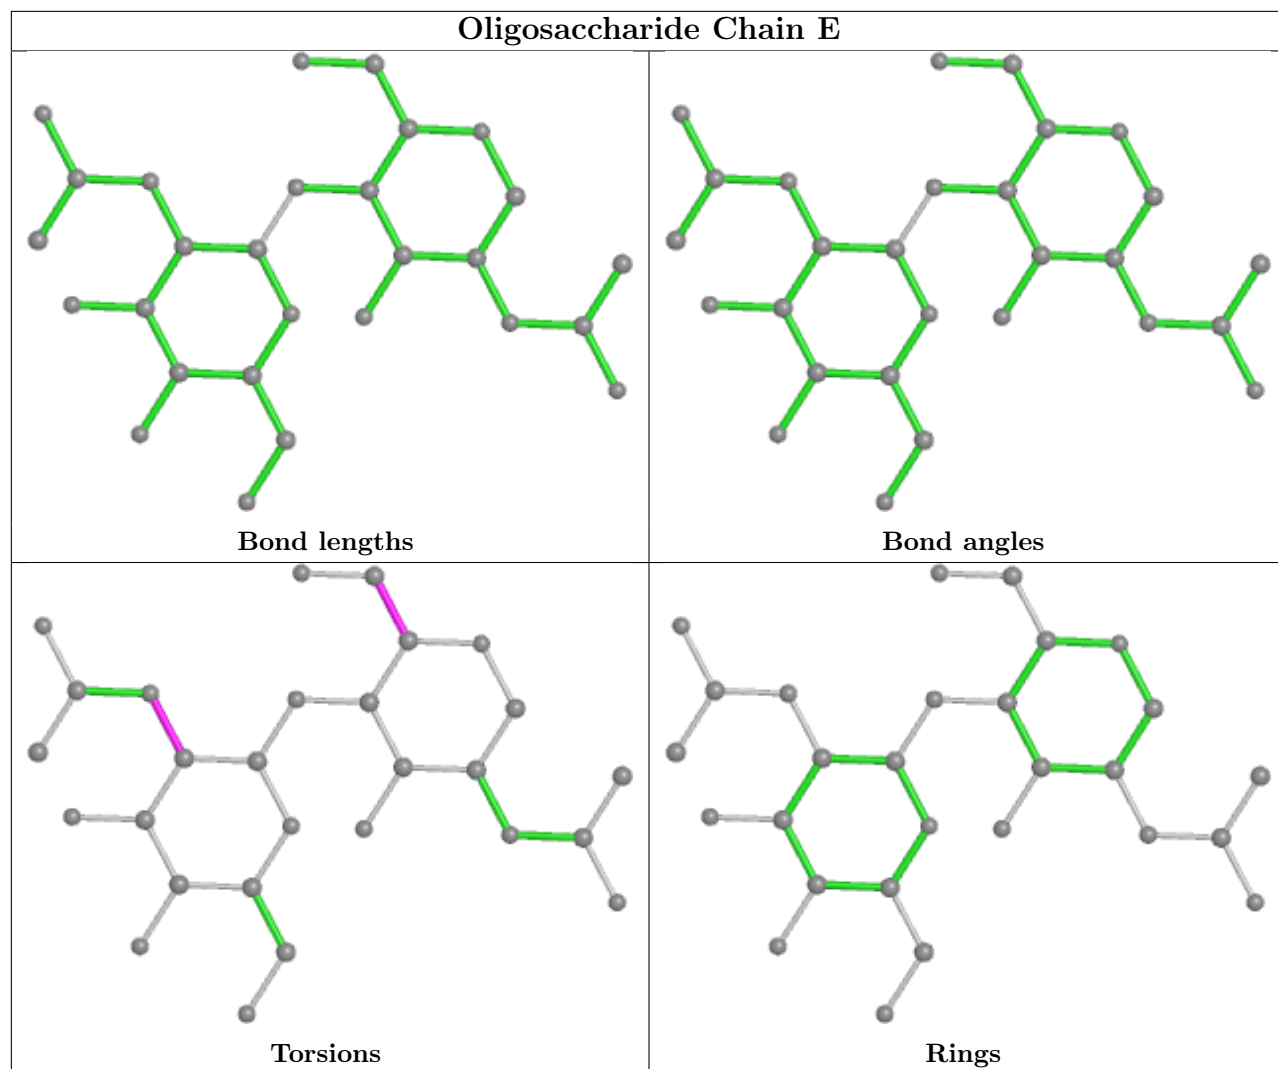 Oligosaccharide Chain E
Bond lengths
Bond angles
Torsions
Rings